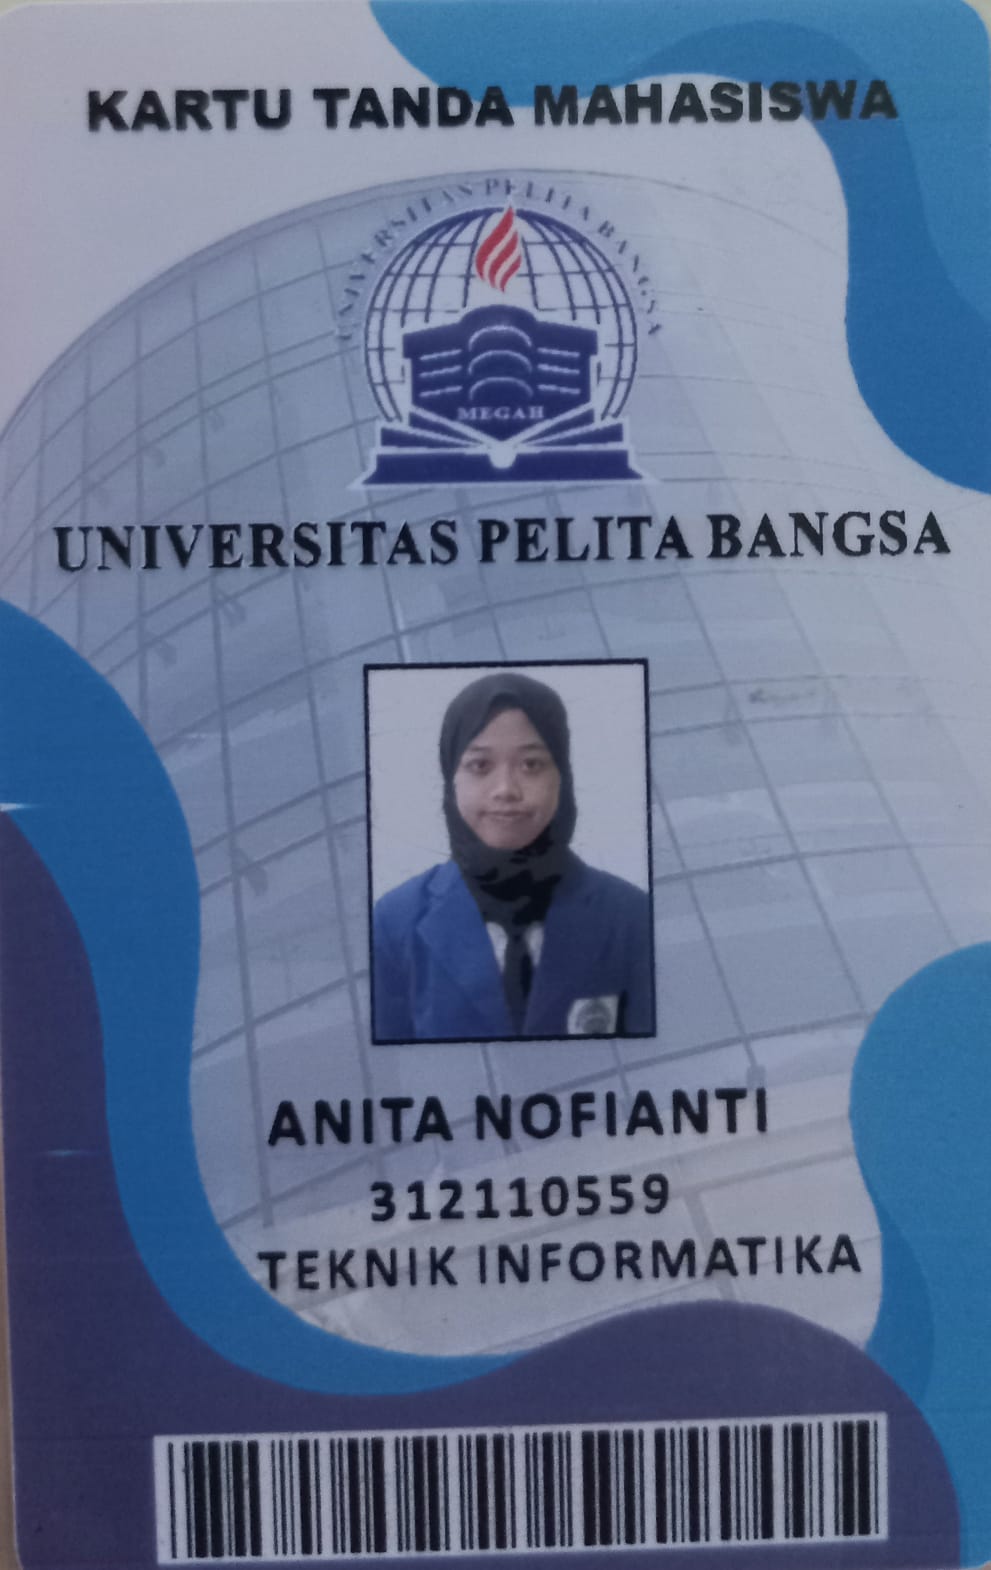 KARTU TANDA MAHASISWA
UNIVERSITAS PELITA BANGSA
MEGAH
UNIVERSITAS PELITA BANGSA
ANITA NOFIANTI
312110559
TEKNIK INFORMATIKA